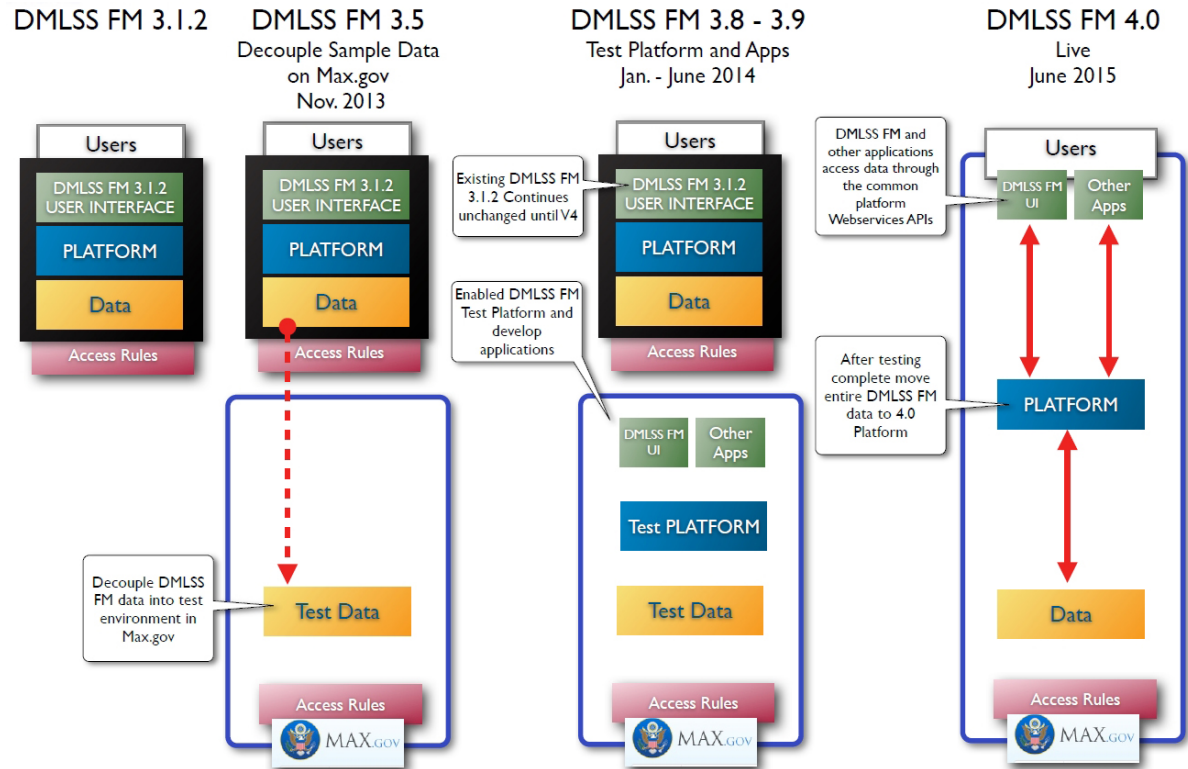 DMLSS FM 3.1.2
Users
DMLSS FM 3.1.2
USER INTERFACE
PLATFORM
Data
Access Rules
DMLSS FM 3.5
Decouple Sample Data
on Max.gov
Nov. 2013
Users
DMLSS FM 3.1.2
USER INTERFACE
PLATFORM
Data
Access Rules
Decouple DMLSS
FM data into test
environment in
Max.gov
Test Data
Access Rules
MAX.GOV
DMLSS FM 3.8 - 3.9
Test Platform and Apps
Jan. - June 2014
Users
Existing DMLSS FM
3.1.2 Continues
unchanged until V4
DMLSS FM 3.1.2
USER INTERFACE
PLATFORM
Data
Access Rules
Enabled DMLSS FM
Test Platform and
develop
applications
DMLSS FM
UI
Other
Apps
Test PLATFORM
Test Data
Access Rules
MAX.GOV
DMLSS FM 4.0
Live
June 2015
DMLSS FM and
other applications
access data through
the common
platform
Webservices APIs
Users
DMLSS FM
UI
Other
Apps
After testing
complete move
entire DMLSS FM
data to 4.0
Platform
PLATFORM
Data
Access Rules
MAX.GOV